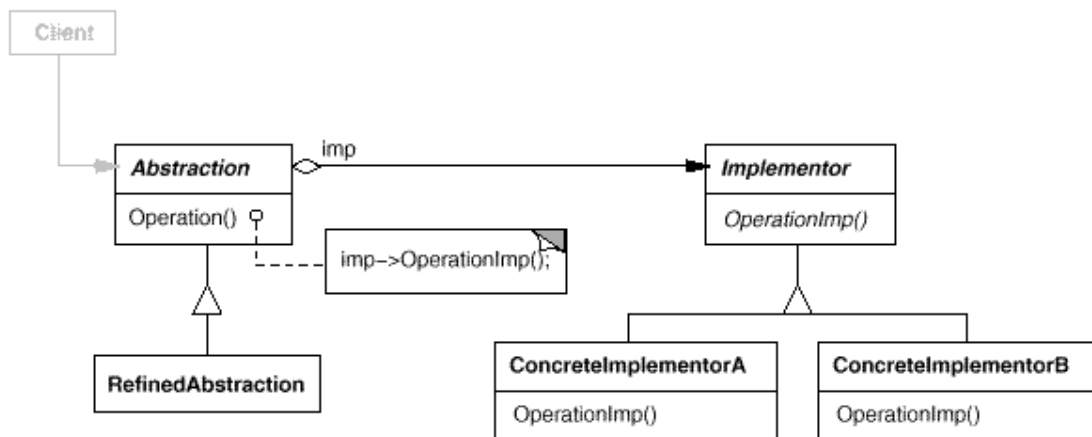 Client
imp
Abstraction
Implementor
Operation()
OperationImp()
imp->OperationImp();
RefinedAbstraction
ConcreteImplementorA
ConcreteImplementorB
OperationImp()
OperationImp()